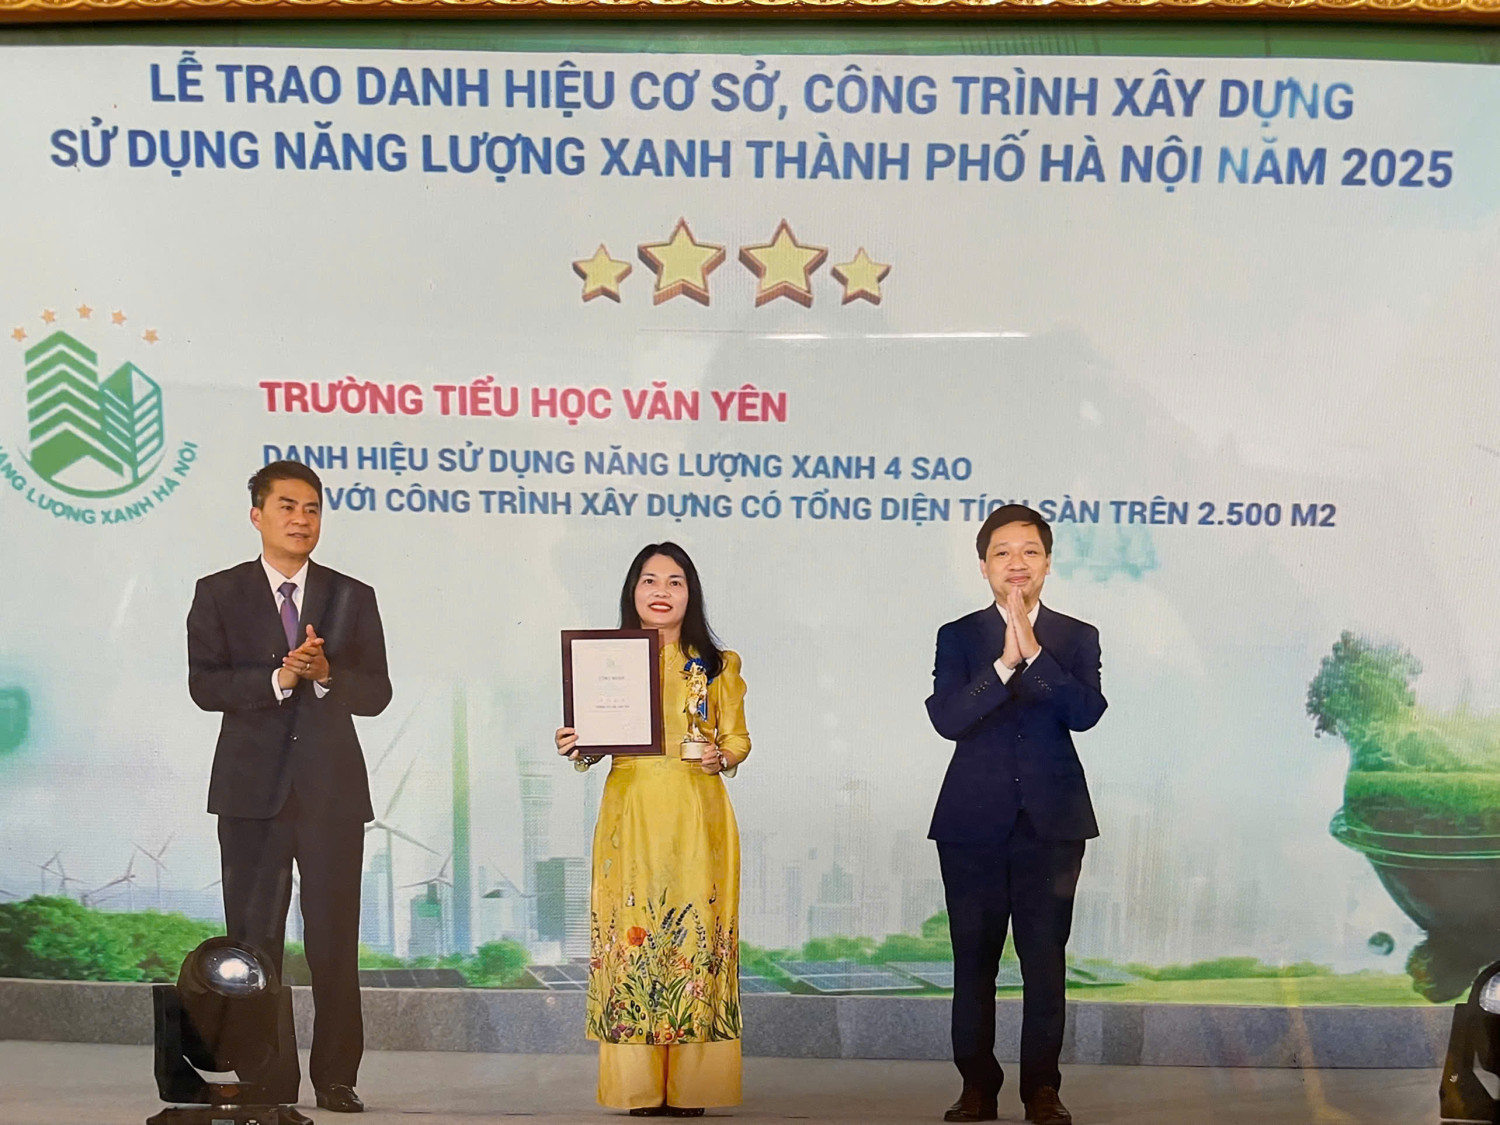 LỄ TRAO DANH HIỆU CƠ SỞ, CÔNG TRÌNH XÂY DỰNG
SỬ DỤNG NĂNG LƯỢNG XANH THÀNH PHỐ HÀ NỘI NĂM 2025
LƯỢNG XANH HÀ NỘI
TRƯỜNG TIỂU HỌC VĂN YÊN
DANH HIỆU SỬ DỤNG NĂNG LƯỢNG XANH 4 SAO
VỚI CÔNG TRÌNH XÂY DỰNG CÓ TỔNG DIỆN TÍCH SÀN TRÊN 2.500 M2